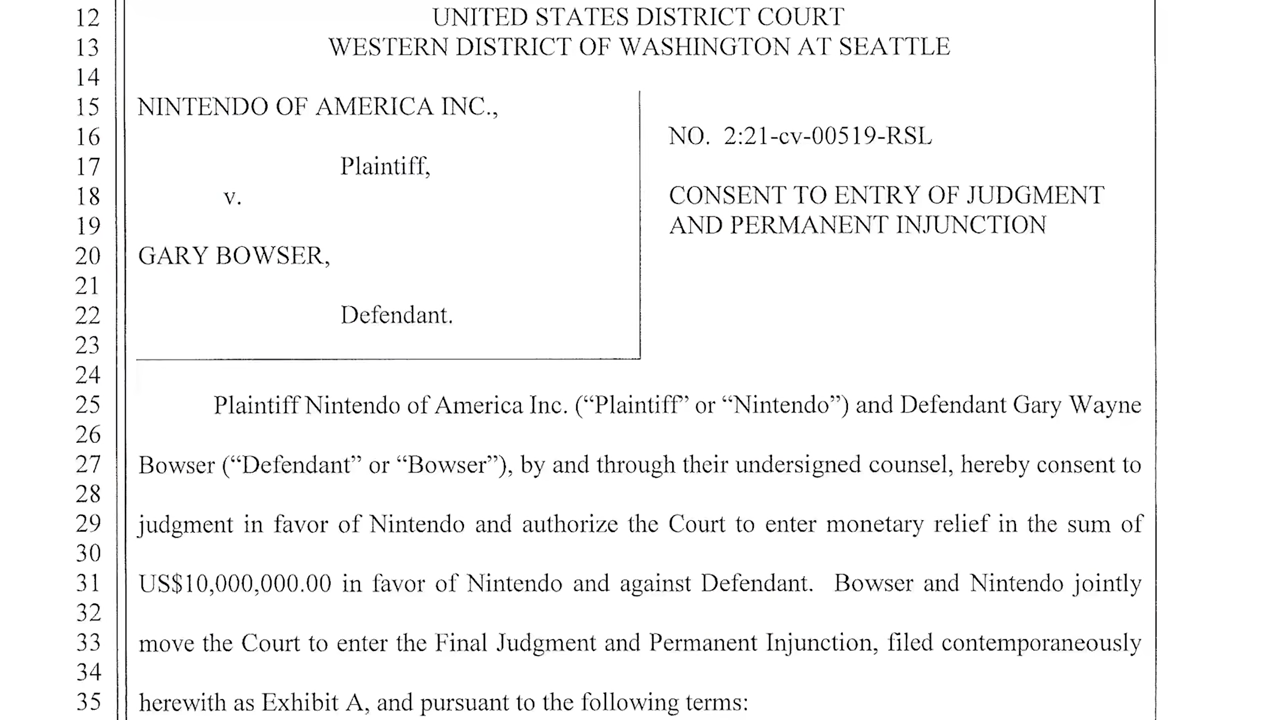 12 UNITED STATES DISTRICT COURT
13 WESTERN DISTRICT OF WASHINGTON AT SEATTLE
14
15 NINTENDO OF AMERICA INC.,
16 NO. 2:21-cv-00519-RSL
17 Plaintiff,
18 v. CONSENT TO ENTRY OF JUDGMENT
19 AND PERMANENT INJUNCTION
20 GARY BOWSER,
21
22 Defendant.
23
24
25 Plaintiff Nintendo of America Inc. (“Plaintiff” or “Nintendo”) and Defendant Gary Wayne
26
27 Bowser (“Defendant” or “Bowser”), by and through their undersigned counsel, hereby consent to
28
29 judgment in favor of Nintendo and authorize the Court to enter monetary relief in the sum of
30
31 US$10,000,000.00 in favor of Nintendo and against Defendant. Bowser and Nintendo jointly
32
33 move the Court to enter the Final Judgment and Permanent Injunction, filed contemporaneously
34
35 herewith as Exhibit A, and pursuant to the following terms: